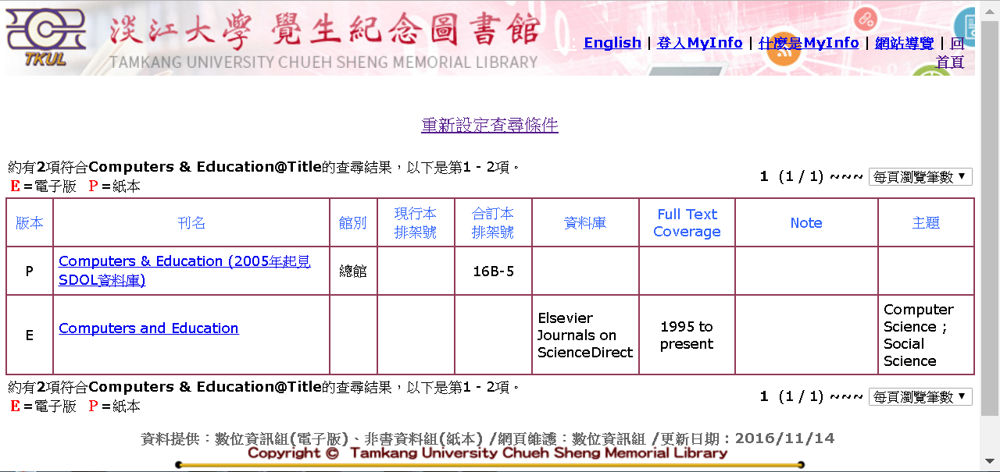 淡江大學 覺生紀念圖書館
TKUL
TAMKANG UNIVERSITY CHUEH SHENG MEMORIAL LIBRARY
English | 登入MyInfo | 什麼是MyInfo | 網站導覽 | 回
首頁
重新設定查尋條件
約有2項符合Computers & Education@Title的查尋結果，以下是第1 - 2項。
E=電子版 P=紙本
1 (1 / 1) ~~~ 每頁瀏覽筆數▼
版本 刊名 館別 現行本 合訂本 資料庫 Full Text Note 主題
排架號 排架號 Coverage
P Computers & Education (2005年起見 總館 16B-5
SDOL資料庫)
E Computers and Education Elsevier 1995 to Computer
Journals on present Science ;
ScienceDirect Social
Science
約有2項符合Computers & Education@Title的查尋結果，以下是第1 - 2項。
E=電子版 P=紙本
1 (1 / 1) ~~~ 每頁瀏覽筆數▼
資料提供：數位資訊組(電子版)、非書資料組(紙本) /網頁維護：數位資訊組 /更新日期：2016/11/14
Copyright © Tamkang University Chueh Sheng Memorial Library